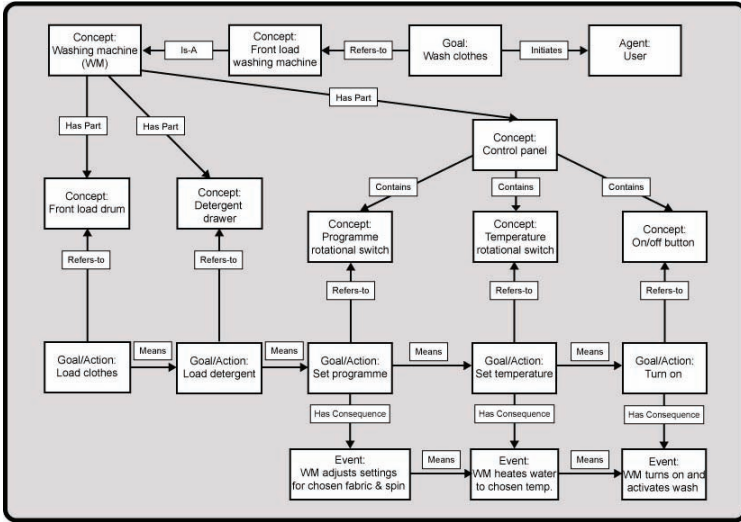 Concept:
Washing machine
(WM)
Is-A
Concept:
Front load
washing machine
Refers-to
Goal:
Wash clothes
Initiates
Agent:
User
Has Part
Has Part
Has Part
Concept:
Control panel
Concept:
Front load drum
Concept:
Detergent
drawer
Contains
Contains
Contains
Concept:
Programme
rotational switch
Concept:
Temperature
rotational switch
Concept:
On/off button
Refers-to
Refers-to
Refers-to
Refers-to
Refers-to
Goal/Action:
Load clothes
Means
Goal/Action:
Load detergent
Means
Goal/Action:
Set programme
Means
Goal/Action:
Set temperature
Means
Goal/Action:
Turn on
Has Consequence
Has Consequence
Has Consequence
Event:
WM adjusts settings
for chosen fabric & spin
Means
Event:
WM heates water
to chosen temp.
Means
Event:
WM turns on and
activates wash